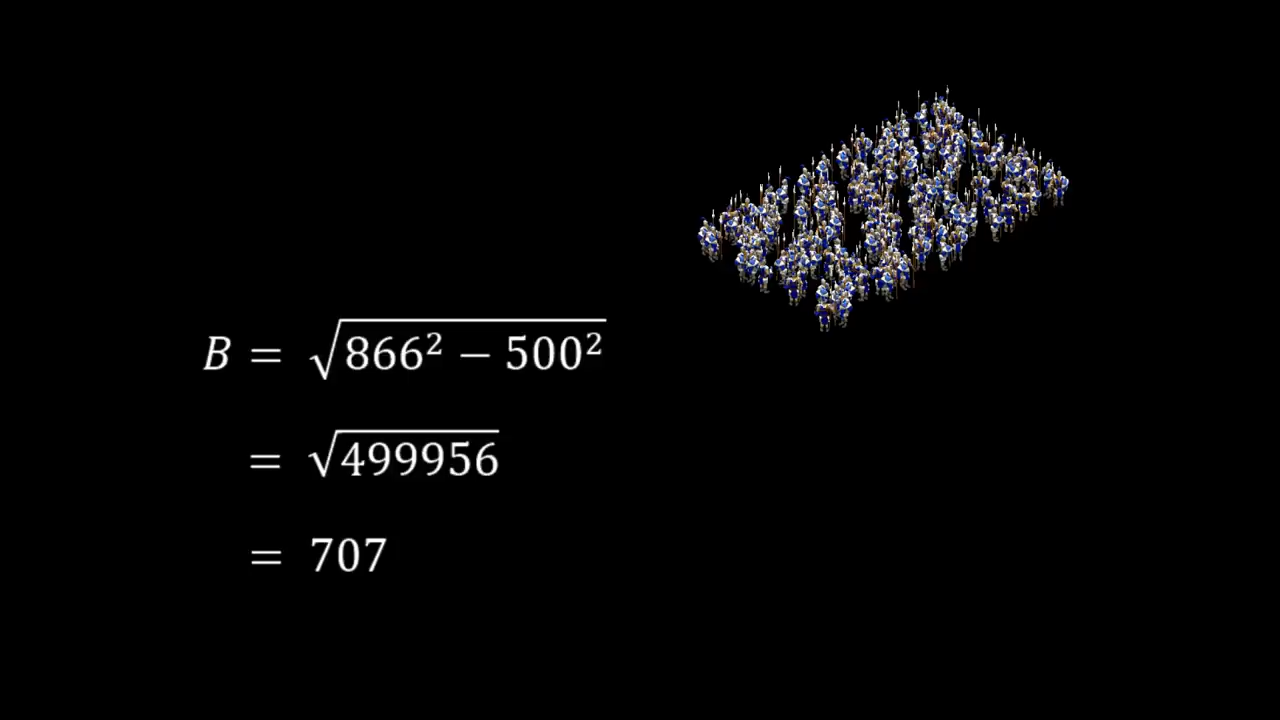 B = √866² − 500²
= √499956
= 707